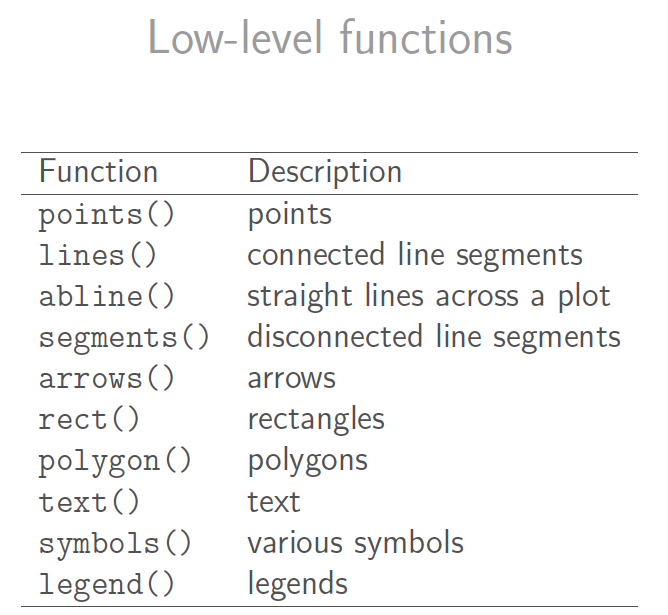 Low-level functions
Function Description
points() points
lines() connected line segments
abline() straight lines across a plot
segments() disconnected line segments
arrows() arrows
rect() rectangles
polygon() polygons
text() text
symbols() various symbols
legend() legends